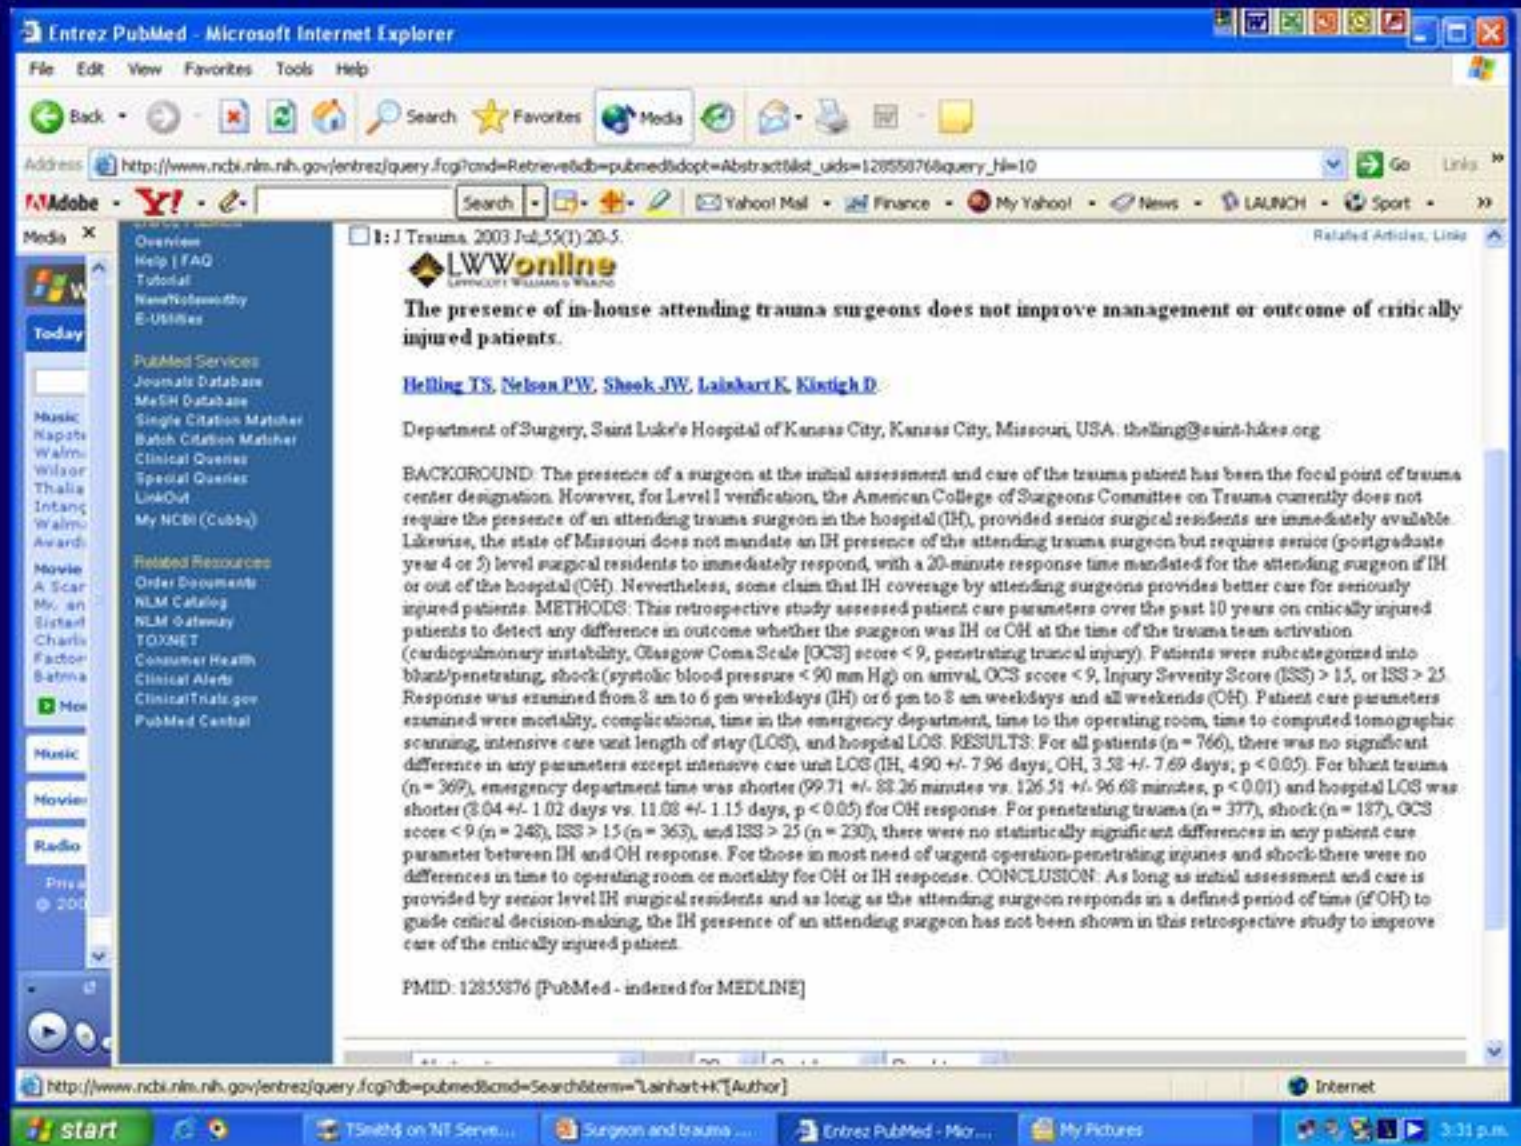 Entrez PubMed - Microsoft Internet Explorer
File Edit View Favorites Tools Help
Back Search Favorites Media
Address http://www.ncbi.nlm.nih.gov/entrez/query.fcgi?cmd=Retrieve&db=pubmed&dopt=Abstract&list_uids=12855876&query_hl=10 Go Links
Adobe Y! Search Yahoo! Mail Finance My Yahoo! News LAUNCH Sport
Media
Overview
Help | FAQ
Tutorial
New/Noteworthy
E-Utilities
PubMed Services
Journals Database
MeSH Database
Single Citation Matcher
Batch Citation Matcher
Clinical Queries
Special Queries
LinkOut
My NCBI (Cubby)
Related Resources
Order Documents
NLM Catalog
NLM Gateway
TOXNET
Consumer Health
Clinical Alerts
ClinicalTrials.gov
PubMed Central
Today
Music
Napst
Walm
Wilsor
Thalia
Intang
Walm
Award
Movie
A Scar
Mr. an
Sister
Charli
Factor
Batma
Mor
Music
Movie
Radio
Priva
© 200
1: J Trauma. 2003 Jul;55(1):20-5. Related Articles, Links
LWWonline
LIPPINCOTT WILLIAMS & WILKINS
The presence of in-house attending trauma surgeons does not improve management or outcome of critically
injured patients.
Helling TS, Nelson PW, Shook JW, Lainhart K, Kintigh D.
Department of Surgery, Saint Luke's Hospital of Kansas City, Kansas City, Missouri, USA. thelling@saint-lukes.org
BACKGROUND: The presence of a surgeon at the initial assessment and care of the trauma patient has been the focal point of trauma
center designation. However, for Level I verification, the American College of Surgeons Committee on Trauma currently does not
require the presence of an attending trauma surgeon in the hospital (IH), provided senior surgical residents are immediately available.
Likewise, the state of Missouri does not mandate an IH presence of the attending trauma surgeon but requires senior (postgraduate
year 4 or 5) level surgical residents to immediately respond, with a 20-minute response time mandated for the attending surgeon if IH
or out of the hospital (OH). Nevertheless, some claim that IH coverage by attending surgeons provides better care for seriously
injured patients. METHODS: This retrospective study assessed patient care parameters over the past 10 years on critically injured
patients to detect any difference in outcome whether the surgeon was IH or OH at the time of the trauma team activation
(cardiopulmonary instability, Glasgow Coma Scale [GCS] score < 9, penetrating truncal injury). Patients were subcategorized into
blunt/penetrating, shock (systolic blood pressure < 90 mm Hg) on arrival, GCS score < 9, Injury Severity Score (ISS) > 15, or ISS > 25.
Response was examined from 8 am to 6 pm weekdays (IH) or 6 pm to 8 am weekdays and all weekends (OH). Patient care parameters
examined were mortality, complications, time in the emergency department, time to the operating room, time to computed tomographic
scanning, intensive care unit length of stay (LOS), and hospital LOS. RESULTS: For all patients (n = 766), there was no significant
difference in any parameters except intensive care unit LOS (IH, 4.90 +/- 7.96 days; OH, 3.58 +/- 7.69 days; p < 0.05). For blunt trauma
(n = 369), emergency department time was shorter (99.71 +/- 88.26 minutes vs. 126.51 +/- 96.68 minutes, p < 0.01) and hospital LOS was
shorter (8.04 +/- 1.02 days vs. 11.08 +/- 1.15 days, p < 0.05) for OH response. For penetrating trauma (n = 377), shock (n = 187), GCS
score < 9 (n = 248), ISS > 15 (n = 363), and ISS > 25 (n = 230), there were no statistically significant differences in any patient care
parameter between IH and OH response. For those in most need of urgent operation-penetrating injuries and shock-there were no
differences in time to operating room or mortality for OH or IH response. CONCLUSION: As long as initial assessment and care is
provided by senior level IH surgical residents and as long as the attending surgeon responds in a defined period of time (if OH) to
guide critical decision-making, the IH presence of an attending surgeon has not been shown in this retrospective study to improve
care of the critically injured patient.
PMID: 12855876 [PubMed - indexed for MEDLINE]
http://www.ncbi.nlm.nih.gov/entrez/query.fcgi?db=pubmed&cmd=Search&term="Lainhart+K"[Author] Internet
start TSmith$ on 'NT Serve... Surgeon and trauma .... Entrez PubMed - Micr... My Pictures 3:31 p.m.